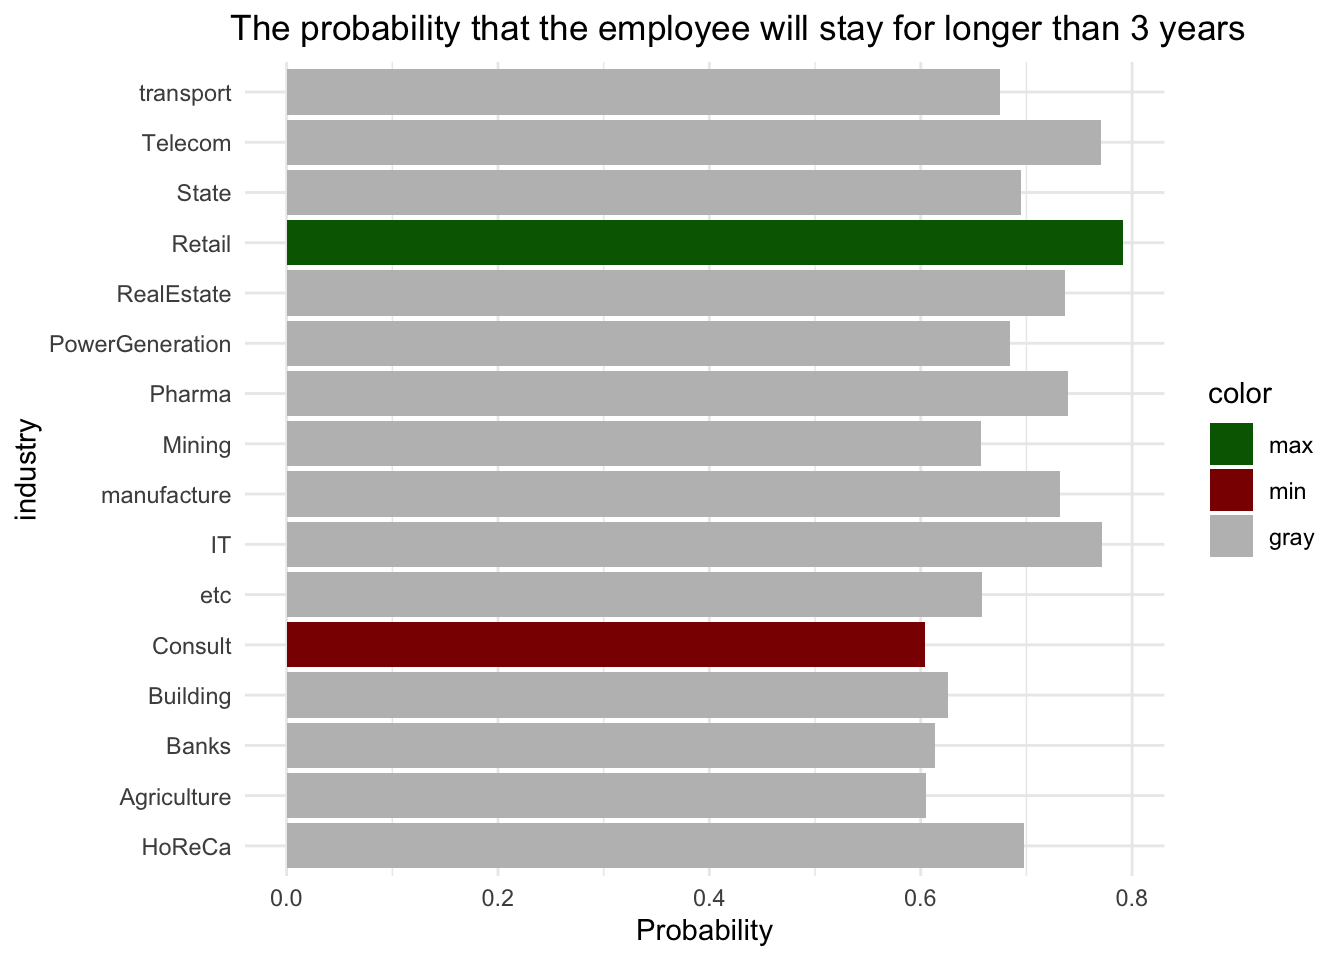 The probability that the employee will stay for longer than 3 years
transport
Telecom
State
Retail
RealEstate
PowerGeneration
Pharma
Mining
manufacture
IT
etc
Consult
Building
Banks
Agriculture
HoReCa
industry
0.0 0.2 0.4 0.6 0.8
Probability
color
max
min
gray